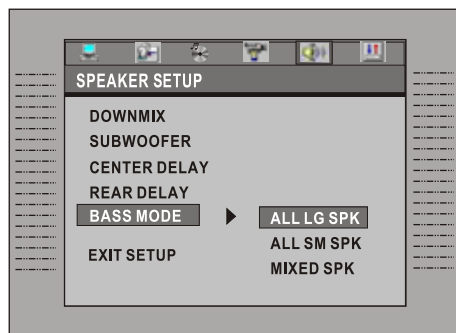 SPEAKER SETUP
DOWNMIX
SUBWOOFER
CENTER DELAY
REAR DELAY
BASS MODE
ALL LG SPK
ALL SM SPK
EXIT SETUP
MIXED SPK